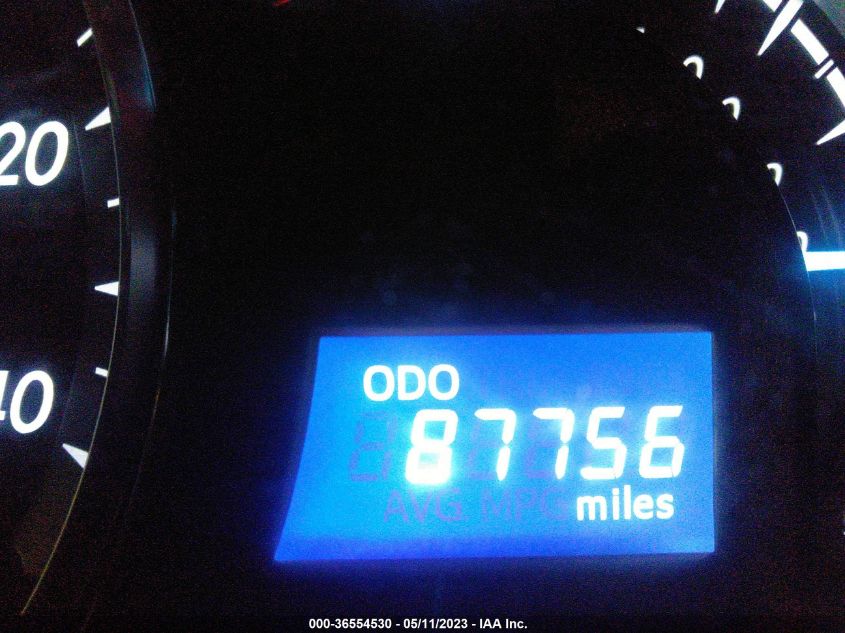 20
40
ODO
87756
AVG. MPG miles
000-36554530 - 05/11/2023 - IAA Inc.